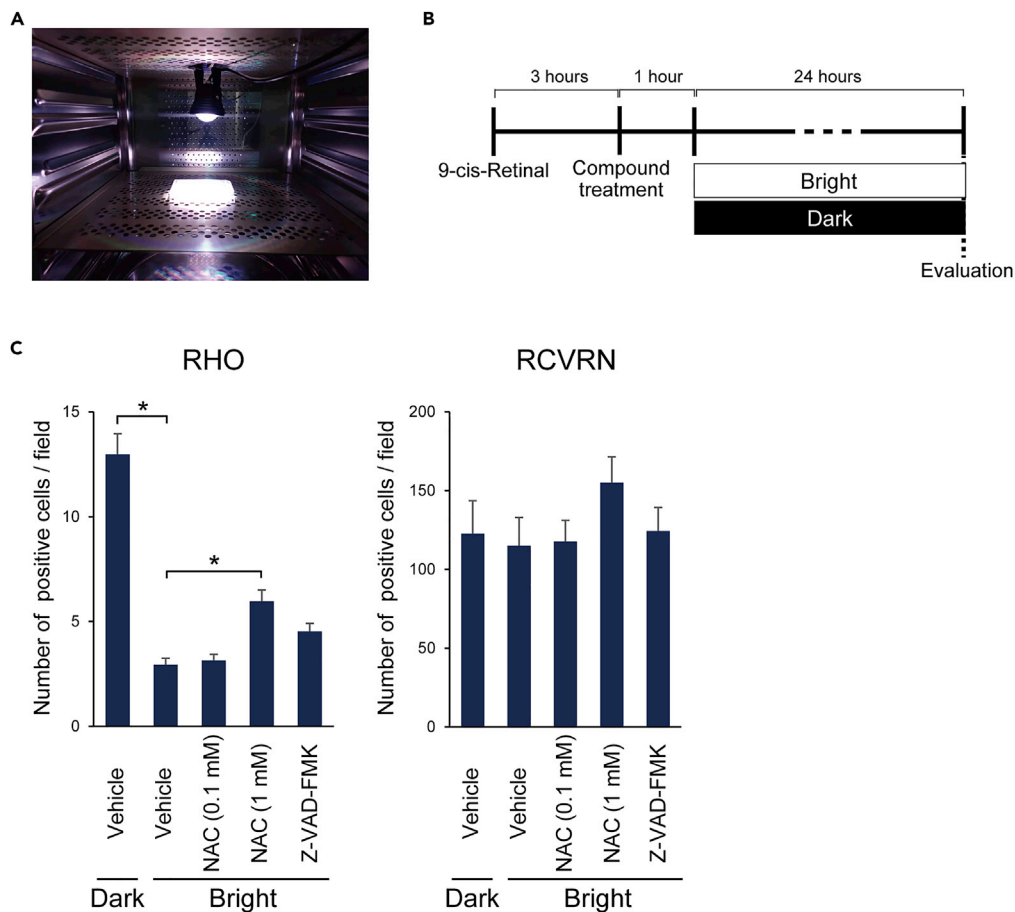 A
B
3 hours
1 hour
24 hours
9-cis-Retinal
Compound
treatment
Bright
Dark
Evaluation
C
RHO
Number of positive cells / field
15
10
5
0
*
*
Vehicle
Vehicle
NAC (0.1 mM)
NAC (1 mM)
Z-VAD-FMK
Dark
Bright
RCVRN
Number of positive cells / field
200
150
100
50
0
Vehicle
Vehicle
NAC (0.1 mM)
NAC (1 mM)
Z-VAD-FMK
Dark
Bright